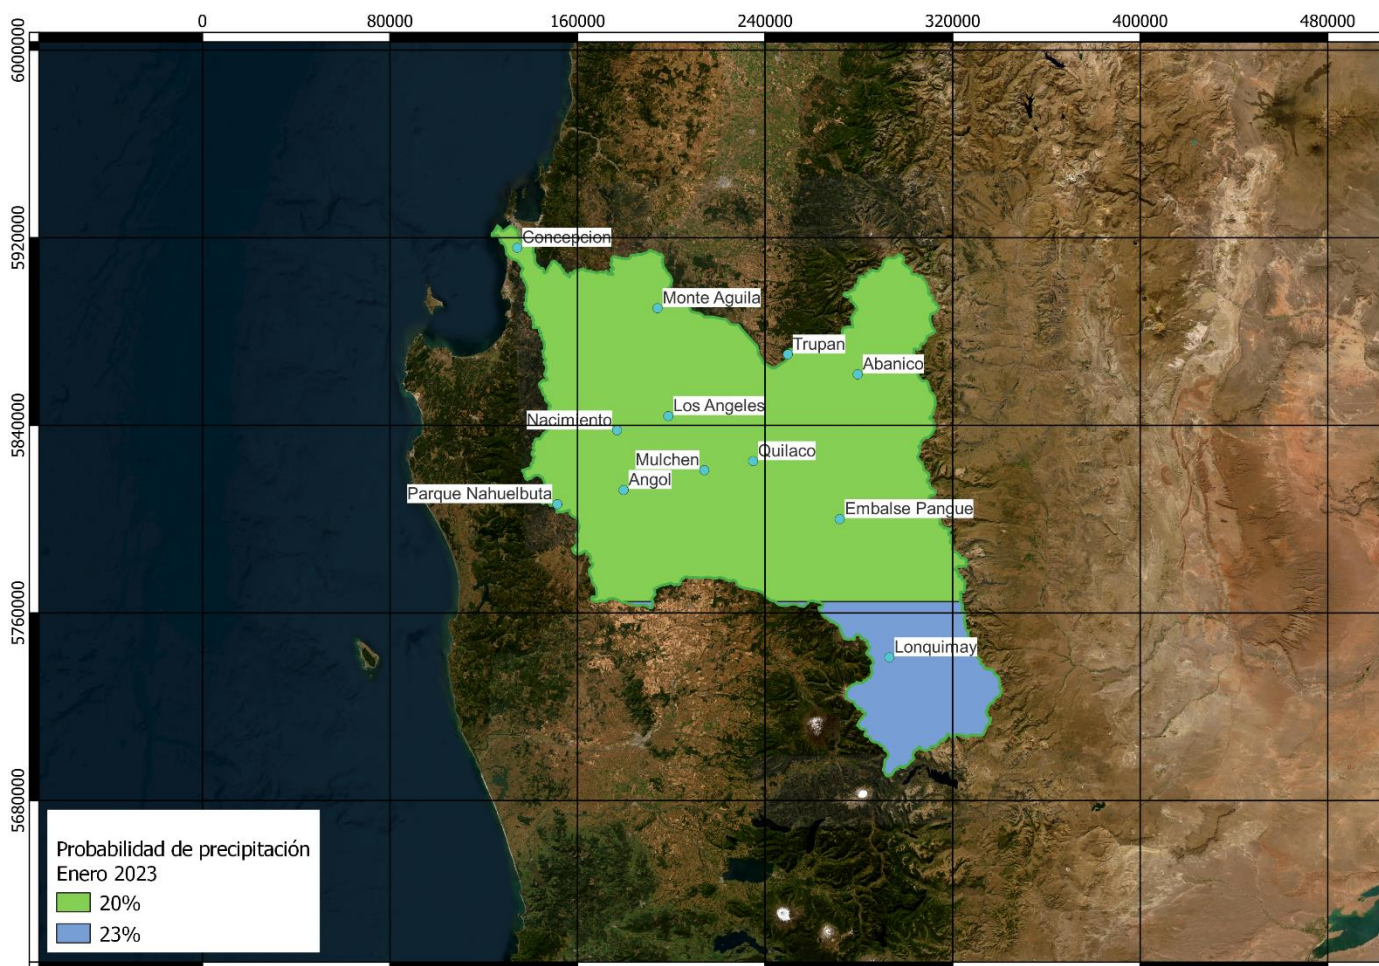 0 80000 160000 240000 320000 400000 480000
6000000
5920000
5840000
5760000
5680000
Concepcion
Monte Aguila
Trupan
Abanico
Los Angeles
Nacimiento
Quilaco
Mulchen
Angol
Parque Nahuelbuta
Embalse Pangue
Lonquimay
Probabilidad de precipitación
Enero 2023
20%
23%